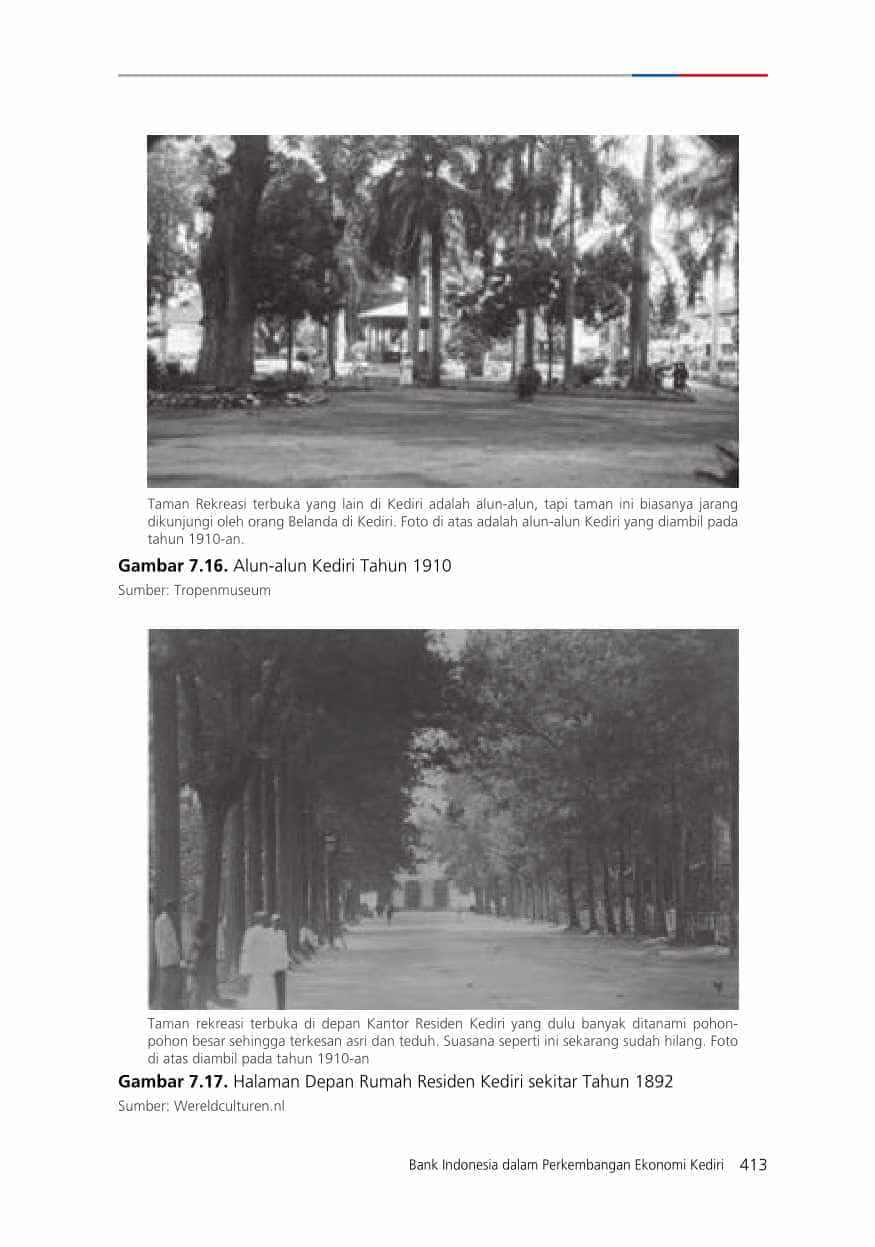 Taman Rekreasi terbuka yang lain di Kediri adalah alun-alun, tapi taman ini biasanya jarang
dikunjungi oleh orang Belanda di Kediri. Foto di atas adalah alun-alun Kediri yang diambil pada
tahun 1910-an.
Gambar 7.16. Alun-alun Kediri Tahun 1910
Sumber: Tropenmuseum
Taman rekreasi terbuka di depan Kantor Residen Kediri yang dulu banyak ditanami pohon-
pohon besar sehingga terkesan asri dan teduh. Suasana seperti ini sekarang sudah hilang. Foto
di atas diambil pada tahun 1910-an
Gambar 7.17. Halaman Depan Rumah Residen Kediri sekitar Tahun 1892
Sumber: Wereldculturen.nl
Bank Indonesia dalam Perkembangan Ekonomi Kediri 413